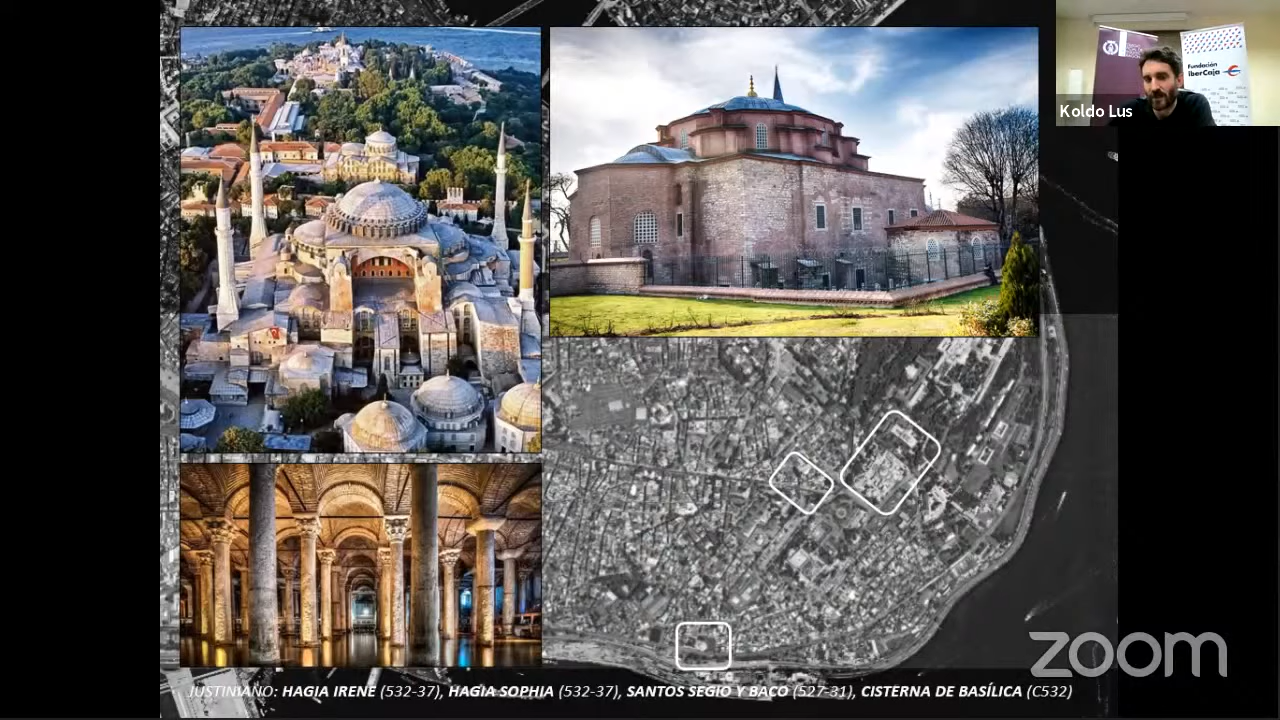 Fundación
iberCaja
Koldo Lus
zoom
JUSTINIANO: HAGIA IRENE (532-37), HAGIA SOPHIA (532-37), SANTOS SEGIO Y BACO (527-31), CISTERNA DE BASÍLICA (C532)